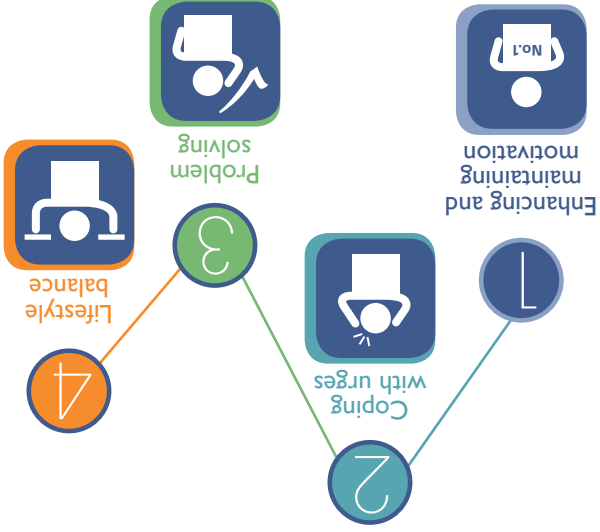 1
Enhancing and
maintaining
motivation
No.1
2
Coping
with urges
3
Problem
solving
4
Lifestyle
balance